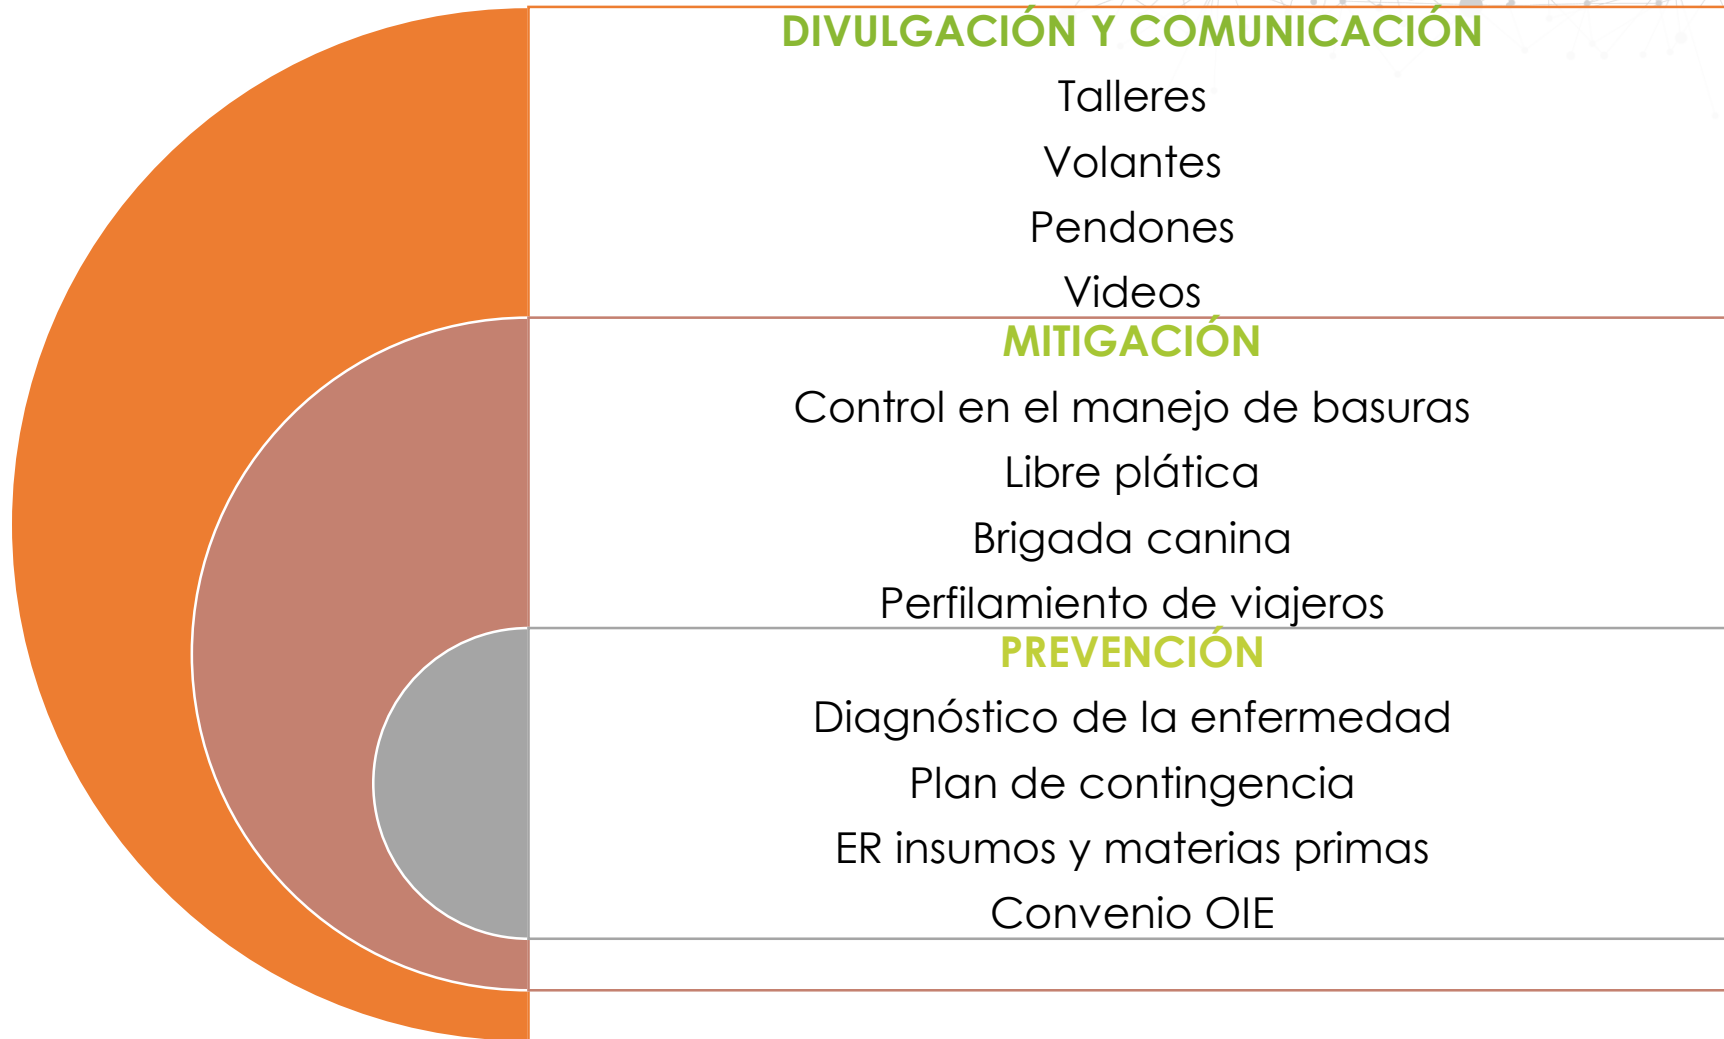 DIVULGACIÓN Y COMUNICACIÓN
Talleres
Volantes
Pendones
Videos
MITIGACIÓN
Control en el manejo de basuras
Libre plática
Brigada canina
Perfilamiento de viajeros
PREVENCIÓN
Diagnóstico de la enfermedad
Plan de contingencia
ER insumos y materias primas
Convenio OIE